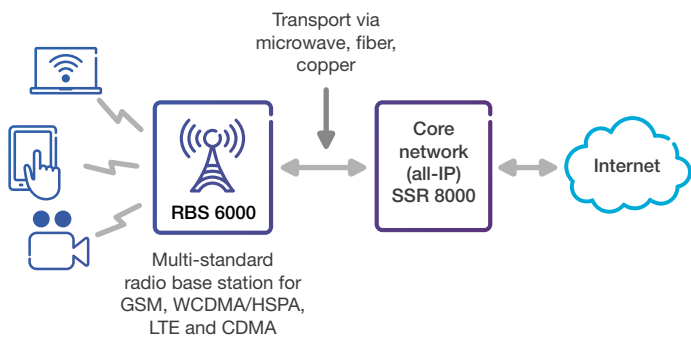 Transport via
microwave, fiber,
copper
RBS 6000
Core
network
(all-IP)
SSR 8000
Internet
Multi-standard
radio base station for
GSM, WCDMA/HSPA,
LTE and CDMA